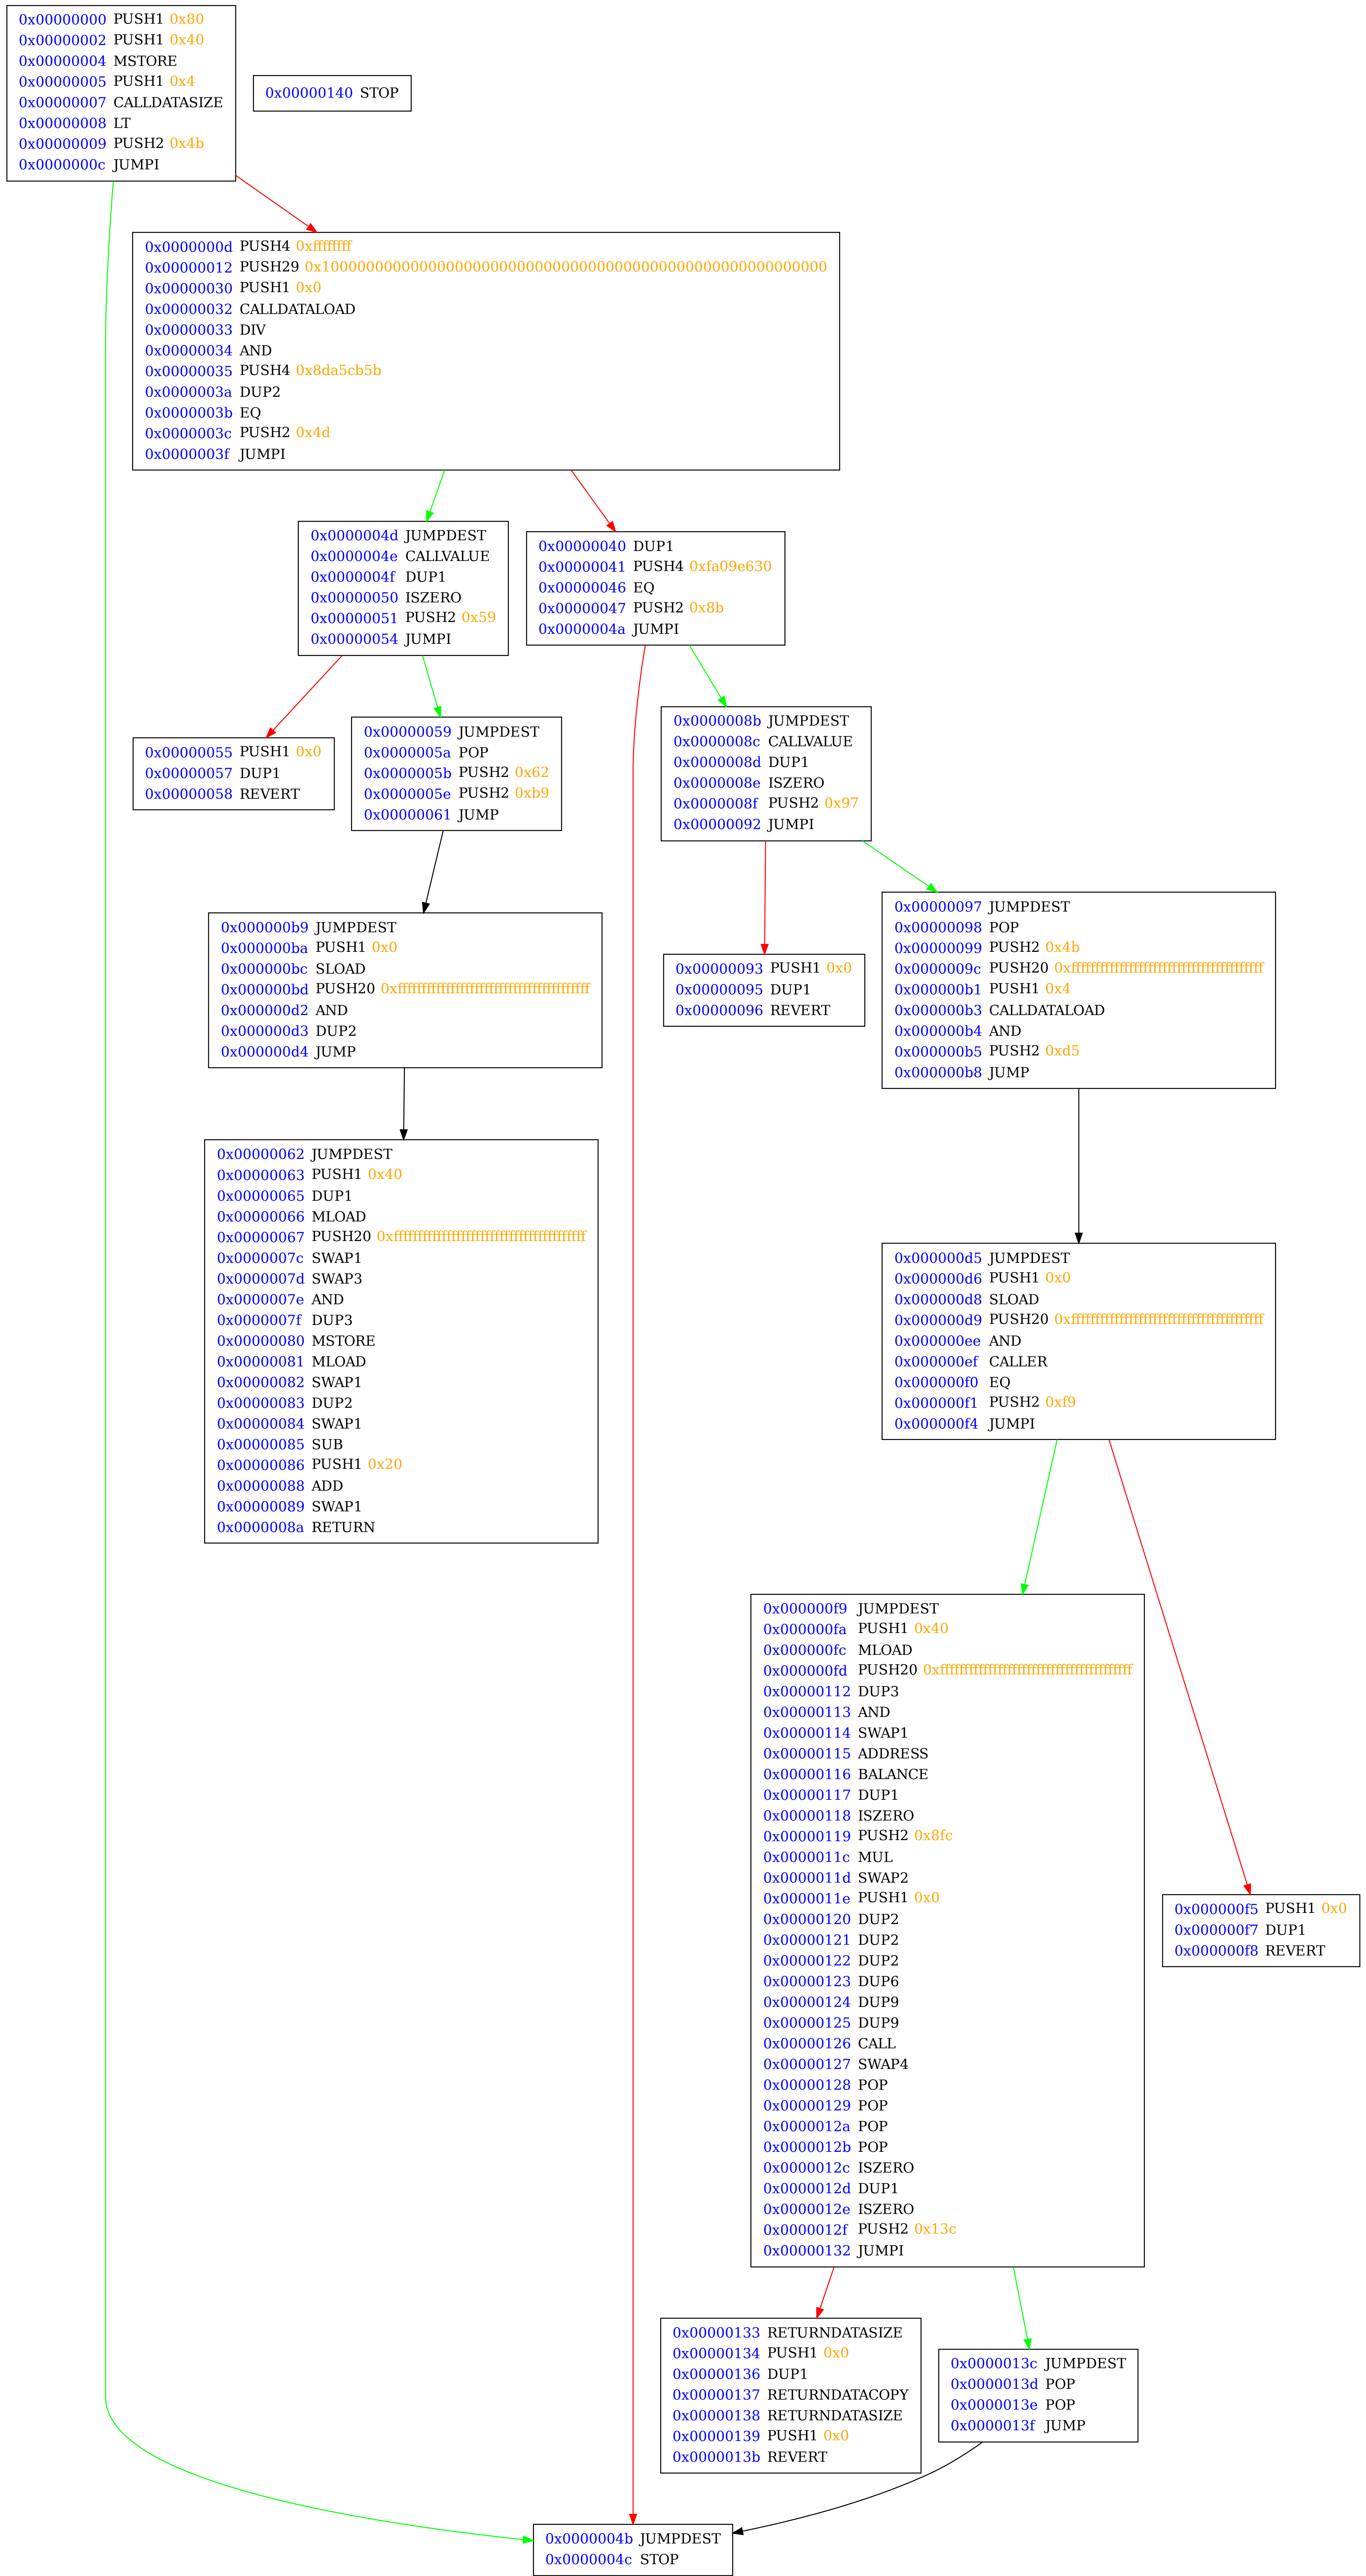 0x00000000 PUSH1 0x80
0x00000002 PUSH1 0x40
0x00000004 MSTORE
0x00000005 PUSH1 0x4
0x00000007 CALLDATASIZE
0x00000008 LT
0x00000009 PUSH2 0x4b
0x0000000c JUMPI
0x00000140 STOP
0x0000000d PUSH4 0xffffffff
0x00000012 PUSH29 0x100000000000000000000000000000000000000000000000000000000
0x00000030 PUSH1 0x0
0x00000032 CALLDATALOAD
0x00000033 DIV
0x00000034 AND
0x00000035 PUSH4 0x8da5cb5b
0x0000003a DUP2
0x0000003b EQ
0x0000003c PUSH2 0x4d
0x0000003f JUMPI
0x0000004d JUMPDEST
0x0000004e CALLVALUE
0x0000004f DUP1
0x00000050 ISZERO
0x00000051 PUSH2 0x59
0x00000054 JUMPI
0x00000040 DUP1
0x00000041 PUSH4 0xfa09e630
0x00000046 EQ
0x00000047 PUSH2 0x8b
0x0000004a JUMPI
0x00000055 PUSH1 0x0
0x00000057 DUP1
0x00000058 REVERT
0x00000059 JUMPDEST
0x0000005a POP
0x0000005b PUSH2 0x62
0x0000005e PUSH2 0xb9
0x00000061 JUMP
0x0000008b JUMPDEST
0x0000008c CALLVALUE
0x0000008d DUP1
0x0000008e ISZERO
0x0000008f PUSH2 0x97
0x00000092 JUMPI
0x000000b9 JUMPDEST
0x000000ba PUSH1 0x0
0x000000bc SLOAD
0x000000bd PUSH20 0xffffffffffffffffffffffffffffffffffffffff
0x000000d2 AND
0x000000d3 DUP2
0x000000d4 JUMP
0x00000093 PUSH1 0x0
0x00000095 DUP1
0x00000096 REVERT
0x00000097 JUMPDEST
0x00000098 POP
0x00000099 PUSH2 0x4b
0x0000009c PUSH20 0xffffffffffffffffffffffffffffffffffffffff
0x000000b1 PUSH1 0x4
0x000000b3 CALLDATALOAD
0x000000b4 AND
0x000000b5 PUSH2 0xd5
0x000000b8 JUMP
0x00000062 JUMPDEST
0x00000063 PUSH1 0x40
0x00000065 DUP1
0x00000066 MLOAD
0x00000067 PUSH20 0xffffffffffffffffffffffffffffffffffffffff
0x0000007c SWAP1
0x0000007d SWAP3
0x0000007e AND
0x0000007f DUP3
0x00000080 MSTORE
0x00000081 MLOAD
0x00000082 SWAP1
0x00000083 DUP2
0x00000084 SWAP1
0x00000085 SUB
0x00000086 PUSH1 0x20
0x00000088 ADD
0x00000089 SWAP1
0x0000008a RETURN
0x000000d5 JUMPDEST
0x000000d6 PUSH1 0x0
0x000000d8 SLOAD
0x000000d9 PUSH20 0xffffffffffffffffffffffffffffffffffffffff
0x000000ee AND
0x000000ef CALLER
0x000000f0 EQ
0x000000f1 PUSH2 0xf9
0x000000f4 JUMPI
0x000000f9 JUMPDEST
0x000000fa PUSH1 0x40
0x000000fc MLOAD
0x000000fd PUSH20 0xffffffffffffffffffffffffffffffffffffffff
0x00000112 DUP3
0x00000113 AND
0x00000114 SWAP1
0x00000115 ADDRESS
0x00000116 BALANCE
0x00000117 DUP1
0x00000118 ISZERO
0x00000119 PUSH2 0x8fc
0x0000011c MUL
0x0000011d SWAP2
0x0000011e PUSH1 0x0
0x00000120 DUP2
0x00000121 DUP2
0x00000122 DUP2
0x00000123 DUP6
0x00000124 DUP9
0x00000125 DUP9
0x00000126 CALL
0x00000127 SWAP4
0x00000128 POP
0x00000129 POP
0x0000012a POP
0x0000012b POP
0x0000012c ISZERO
0x0000012d DUP1
0x0000012e ISZERO
0x0000012f PUSH2 0x13c
0x00000132 JUMPI
0x000000f5 PUSH1 0x0
0x000000f7 DUP1
0x000000f8 REVERT
0x00000133 RETURNDATASIZE
0x00000134 PUSH1 0x0
0x00000136 DUP1
0x00000137 RETURNDATACOPY
0x00000138 RETURNDATASIZE
0x00000139 PUSH1 0x0
0x0000013b REVERT
0x0000013c JUMPDEST
0x0000013d POP
0x0000013e POP
0x0000013f JUMP
0x0000004b JUMPDEST
0x0000004c STOP